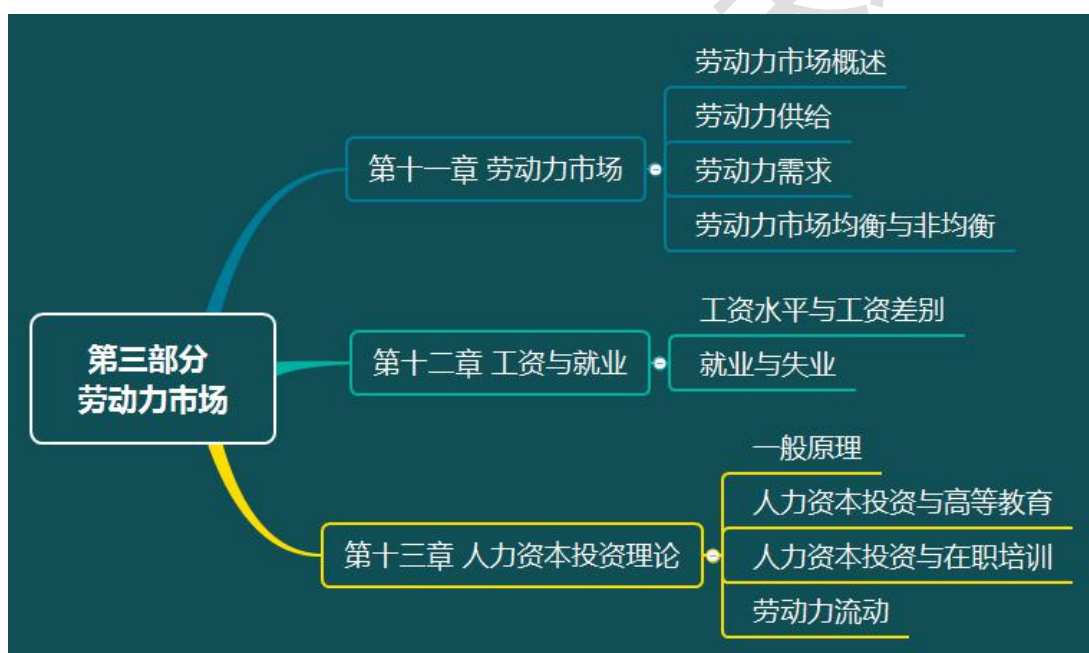 第三部分
劳动力市场
第十一章 劳动力市场
劳动力市场概述
劳动力供给
劳动力需求
劳动力市场均衡与非均衡
第十二章 工资与就业
工资水平与工资差别
就业与失业
第十三章 人力资本投资理论
一般原理
人力资本投资与高等教育
人力资本投资与在职培训
劳动力流动